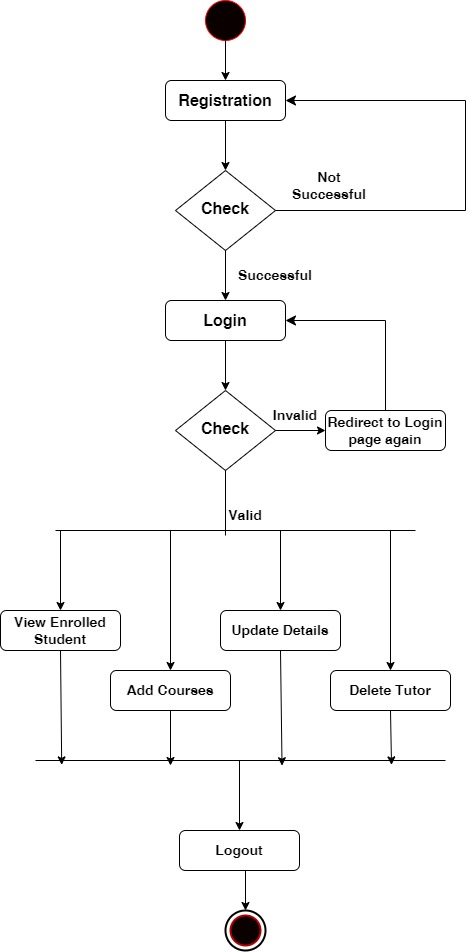 Registration
Not
Successful
Check
Successful
Login
Check
Invalid
Redirect to Login
page again
Valid
View Enrolled
Student
Update Details
Add Courses
Delete Tutor
Logout